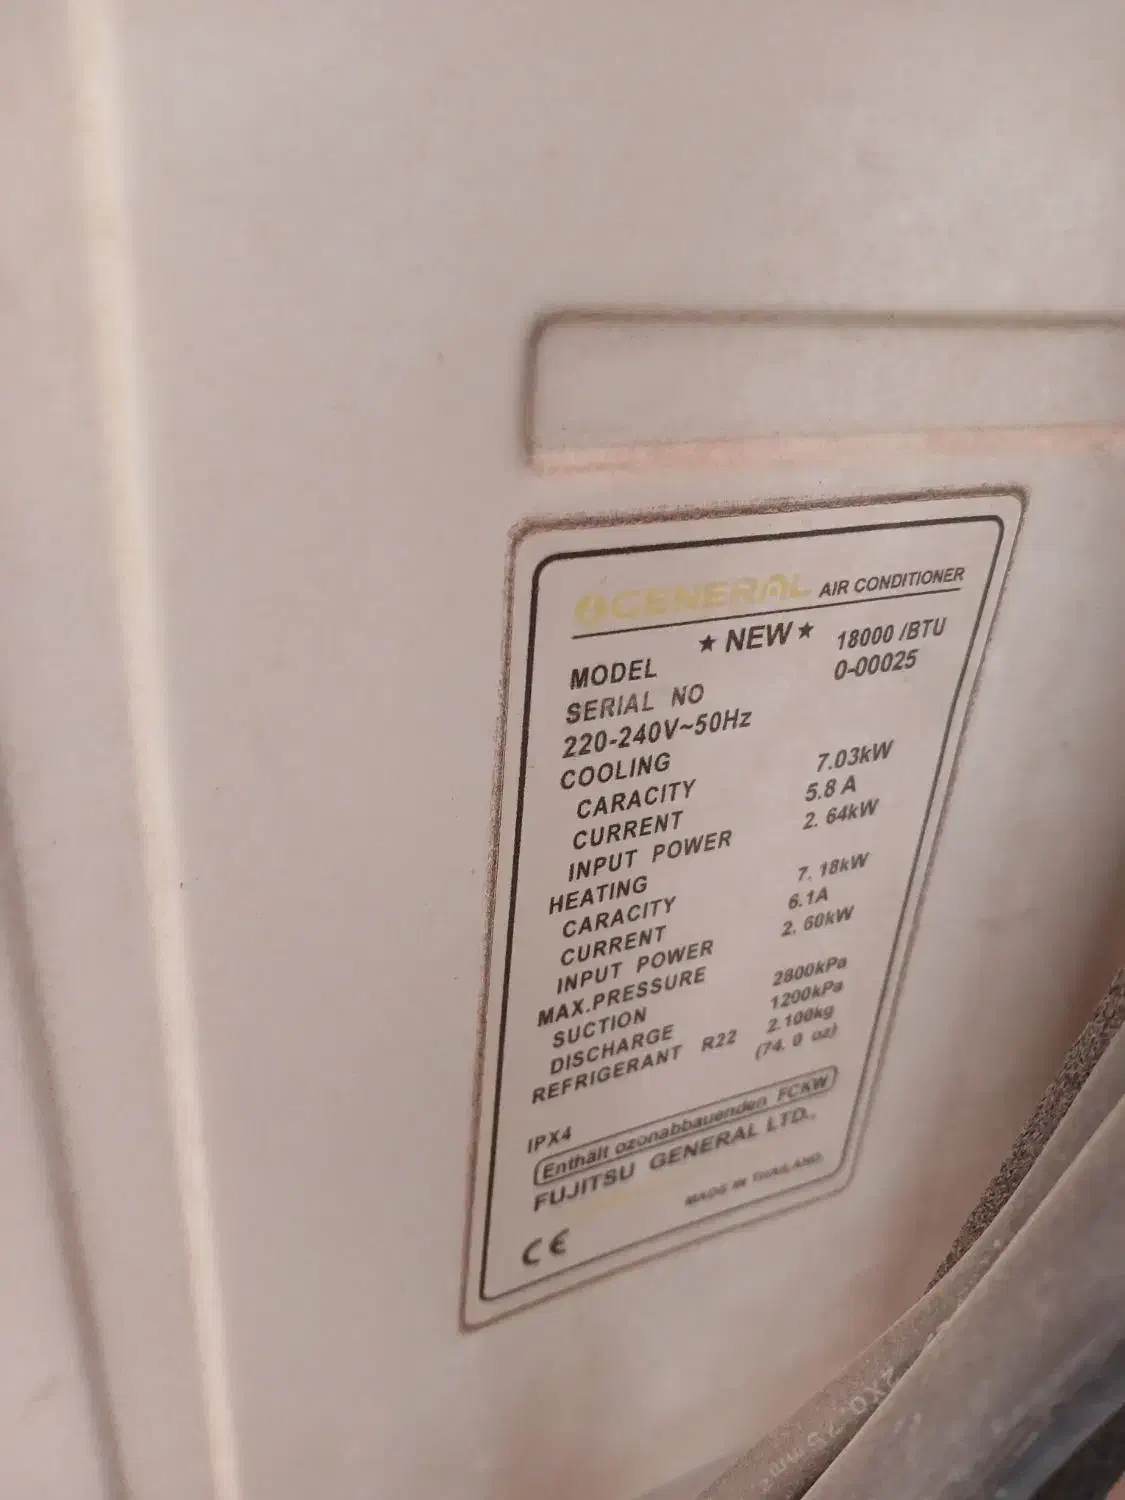 GENERAL AIR CONDITIONER
★ NEW ★
MODEL 18000 /BTU
SERIAL NO 0-00025
220-240V~50Hz
COOLING
CARACITY 7.03kW
CURRENT 5.8 A
INPUT POWER 2. 64kW
HEATING
CARACITY 7. 18kW
CURRENT 6.1A
INPUT POWER 2. 60kW
MAX.PRESSURE
SUCTION 2800kPa
DISCHARGE 1200kPa
REFRIGERANT R22 2.100kg
(74. 0 oz)
IPX4
Enthält ozonabbauenden FCKW
FUJITSU GENERAL LTD..
MADE IN THAILAND
CE
2X0.75 mm